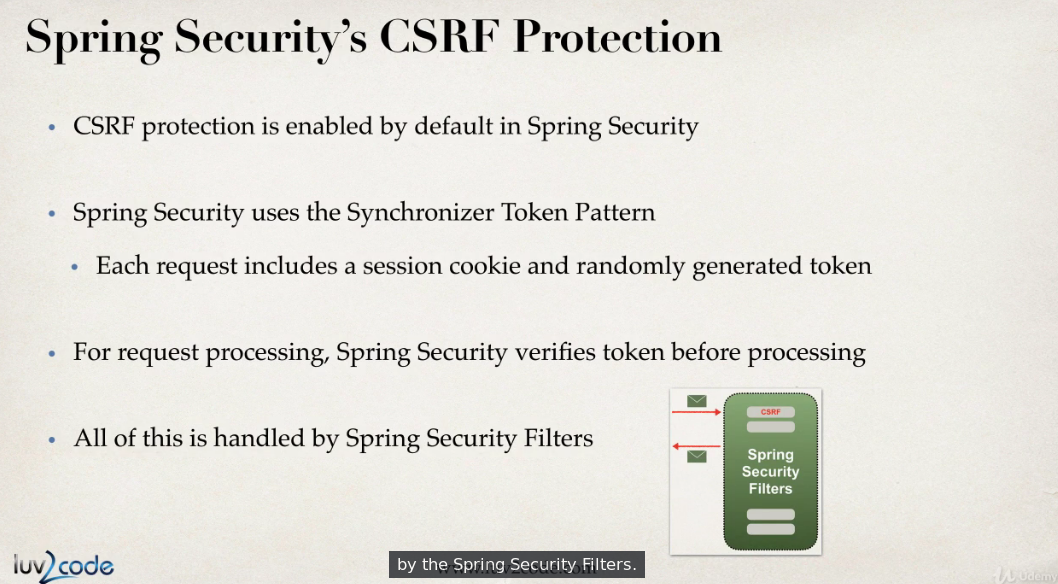 Spring Security's CSRF Protection
• CSRF protection is enabled by default in Spring Security
• Spring Security uses the Synchronizer Token Pattern
• Each request includes a session cookie and randomly generated token
• For request processing, Spring Security verifies token before processing
• All of this is handled by Spring Security Filters
CSRF
Spring
Security
Filters
luv2code
by the Spring Security Filters.
Udemy